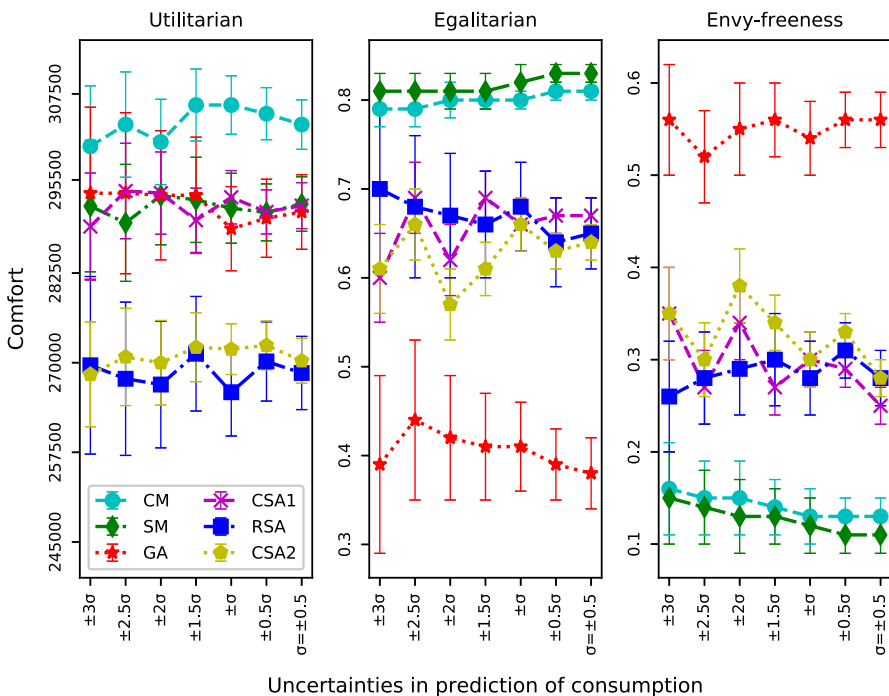 Utilitarian
Egalitarian
Envy-freeness
Comfort
307500
295500
282500
270000
257500
245000
CM
SM
GA
CSA1
RSA
CSA2
±3σ
±2.5σ
±2σ
±1.5σ
±σ
±0.5σ
σ=±0.5
0.8
0.7
0.6
0.5
0.4
0.3
±3σ
±2.5σ
±2σ
±1.5σ
±σ
±0.5σ
σ=±0.5
0.6
0.5
0.4
0.3
0.2
0.1
±3σ
±2.5σ
±2σ
±1.5σ
±σ
±0.5σ
σ=±0.5
Uncertainties in prediction of consumption